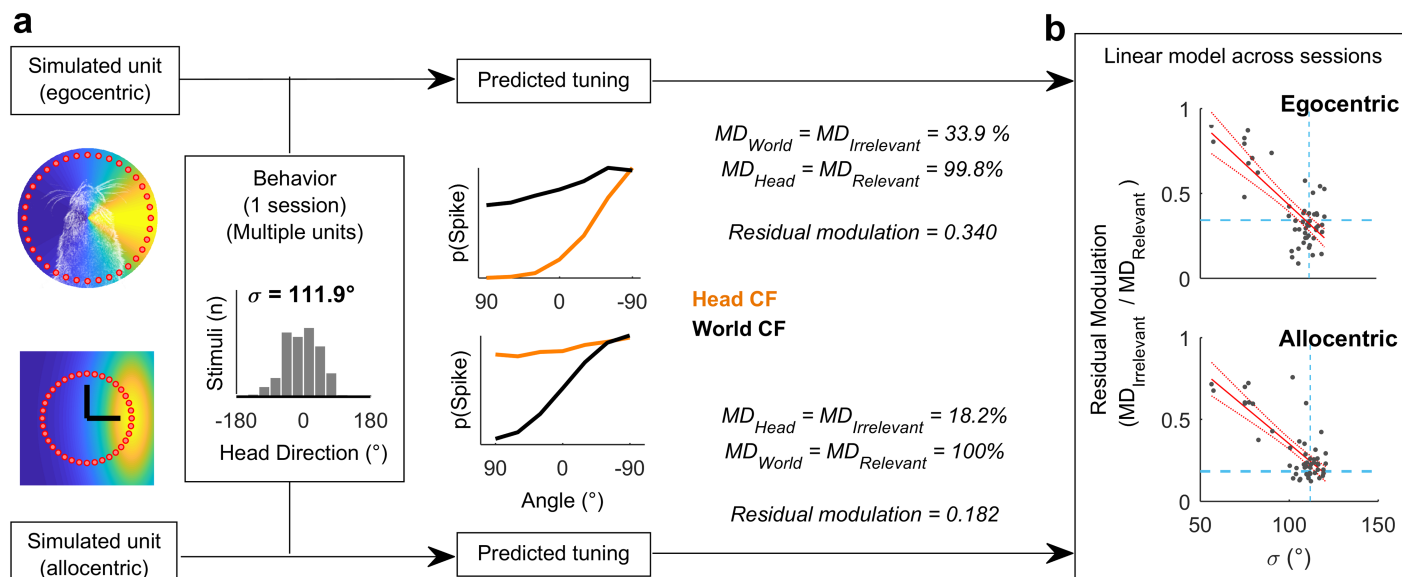 a
Simulated unit
(egocentric)
Behavior
(1 session)
(Multiple units)
σ = 111.9°
Stimuli (n)
-180 0 180
Head Direction (°)
Simulated unit
(allocentric)
Predicted tuning
p(Spike)
90 0 -90
p(Spike)
90 0 -90
Angle (°)
Predicted tuning
MD_World = MD_Irrelevant = 33.9 %
MD_Head = MD_Relevant = 99.8%
Residual modulation = 0.340
Head CF
World CF
MD_Head = MD_Irrelevant = 18.2%
MD_World = MD_Relevant = 100%
Residual modulation = 0.182
b
Linear model across sessions
Egocentric
1
0.5
0
Allocentric
1
0.5
0
50 100 150
σ (°)
Residual Modulation
(MD_Irrelevant / MD_Relevant)